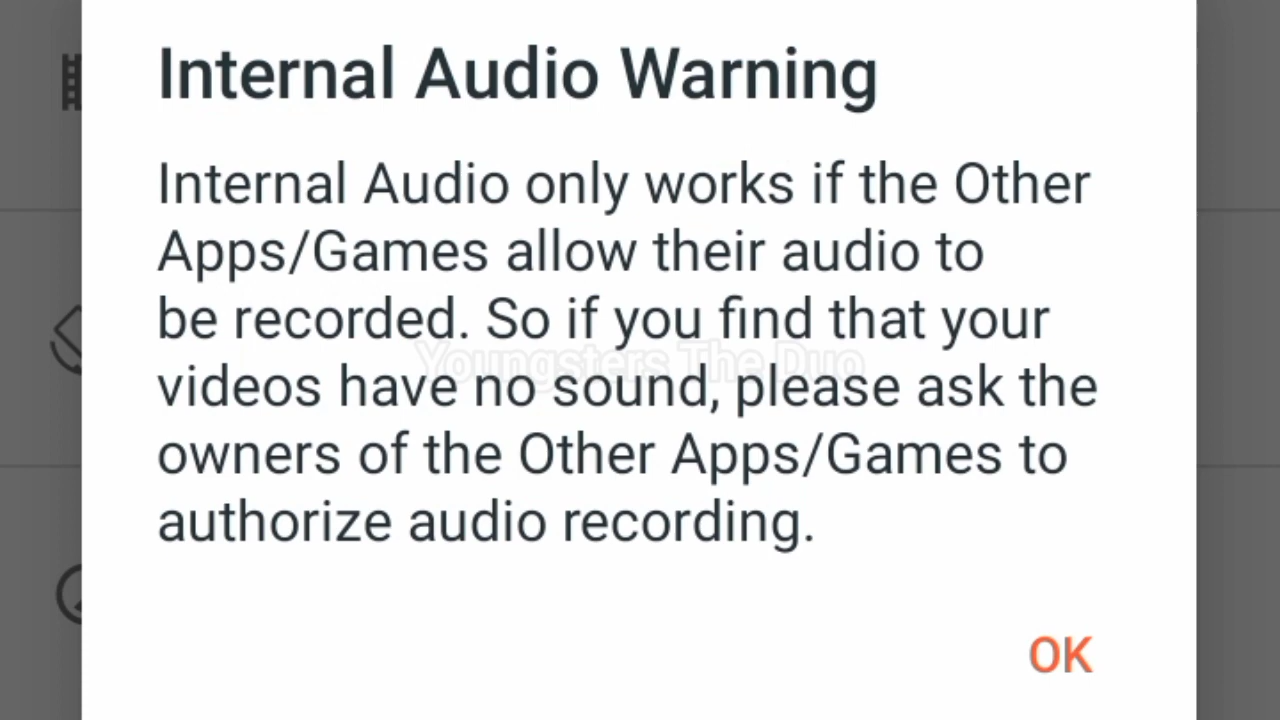 Internal Audio Warning
Internal Audio only works if the Other
Apps/Games allow their audio to
be recorded. So if you find that your
Youngsters The Duo
videos have no sound, please ask the
owners of the Other Apps/Games to
authorize audio recording.
OK